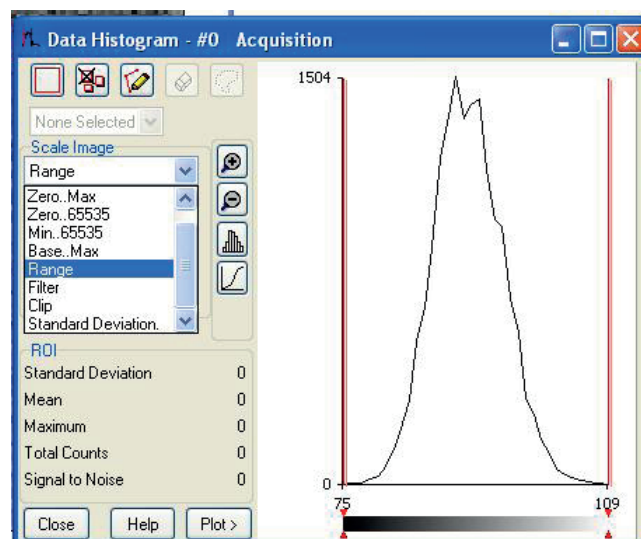 Data Histogram - #0 Acquisition
None Selected
Scale Image
Range
Zero..Max
Zero..65535
Min..65535
Base..Max
Range
Filter
Clip
Standard Deviation.
ROI
Standard Deviation 0
Mean 0
Maximum 0
Total Counts 0
Signal to Noise 0
Close Help Plot >
1504
0
75 109